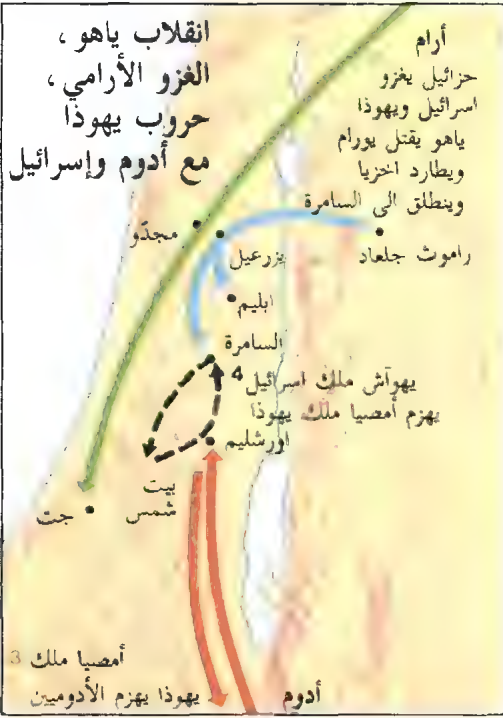 انقلاب ياهو ،
الغزو الأرامي ،
حروب يهوذا
مع أدوم وإسرائيل
أرام
حزائيل يغزو
اسرائيل ويهوذا
ياهو يقتل يورام
ويطارد اخزيا
وينطلق الى السامرة
مجدّو
يزرعيل
راموث جلعاد
ابليم
السامرة
4 يهوآش ملك اسرائيل
يهزم أمصيا ملك يهوذا
اورشليم
بيت
شمس
جت
3 أمصيا ملك
يهوذا يهزم الأدوميين
أدوم